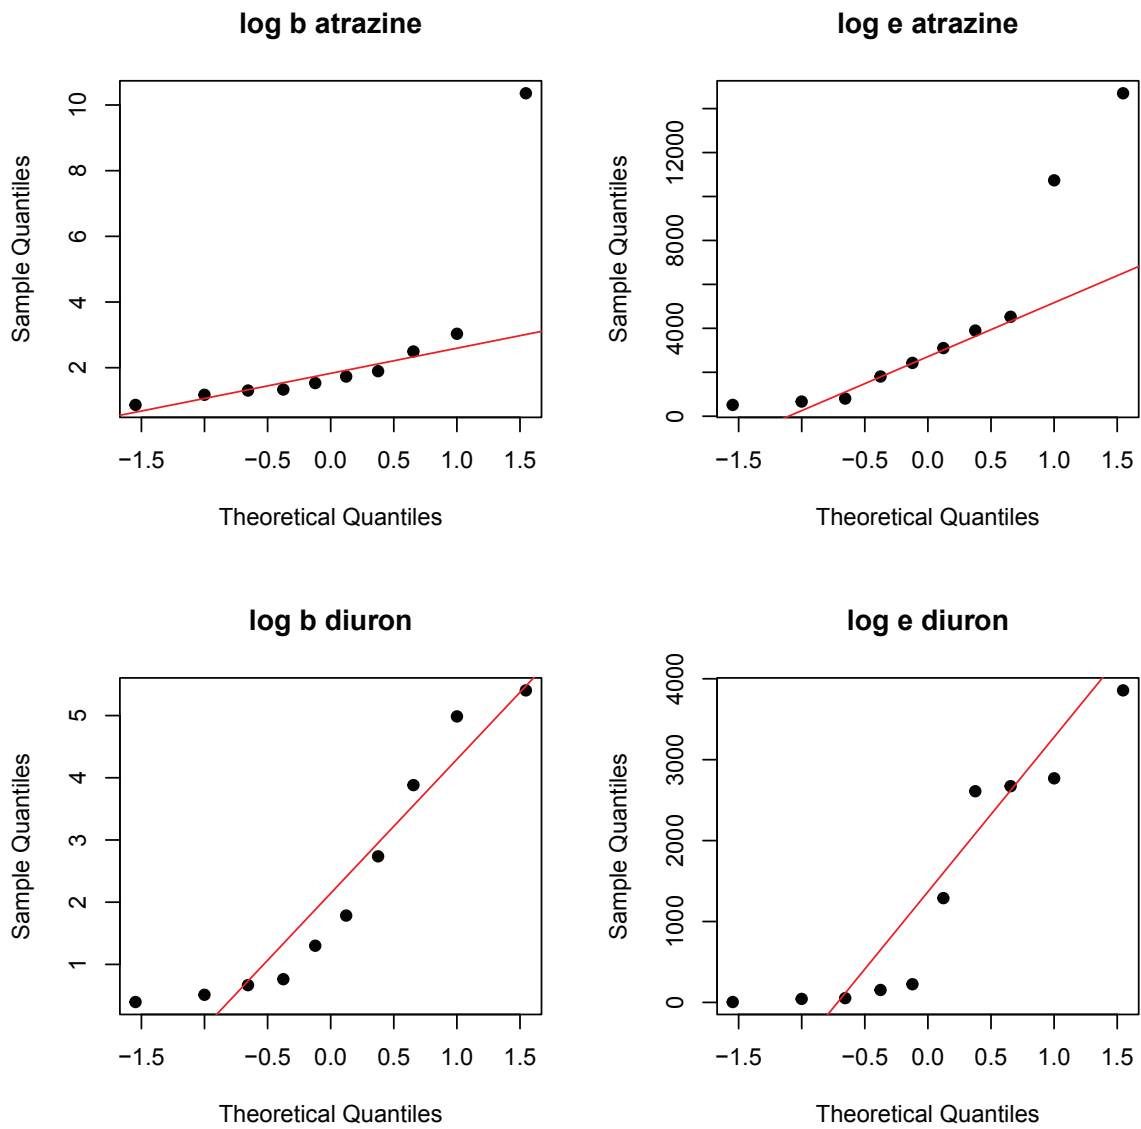 log b atrazine
Sample Quantiles
10
8
6
4
2
−1.5 −0.5 0.0 0.5 1.0 1.5
Theoretical Quantiles
log e atrazine
Sample Quantiles
12000
8000
4000
0
−1.5 −0.5 0.0 0.5 1.0 1.5
Theoretical Quantiles
log b diuron
Sample Quantiles
5
4
3
2
1
−1.5 −0.5 0.0 0.5 1.0 1.5
Theoretical Quantiles
log e diuron
Sample Quantiles
4000
3000
2000
1000
0
−1.5 −0.5 0.0 0.5 1.0 1.5
Theoretical Quantiles